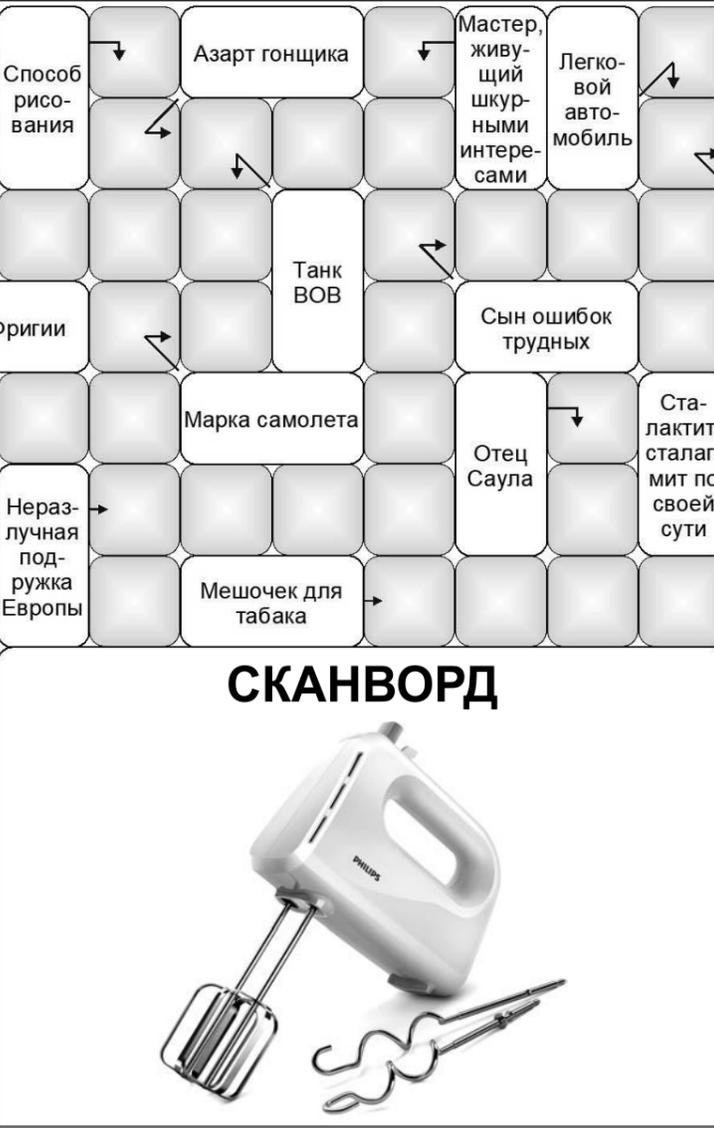 Способ
рисо-
вания
Азарт гонщика
Мастер,
живу-
щий
шкур-
ными
интере-
сами
Легко-
вой
авто-
мобиль
Танк
ВОВ
Фригии
Сын ошибок
трудных
Марка самолета
Отец
Саула
Ста-
лактит
сталаг
мит по
своей
сути
Нераз-
лучная
под-
ружка
Европы
Мешочек для
табака
СКАНВОРД
PHILIPS